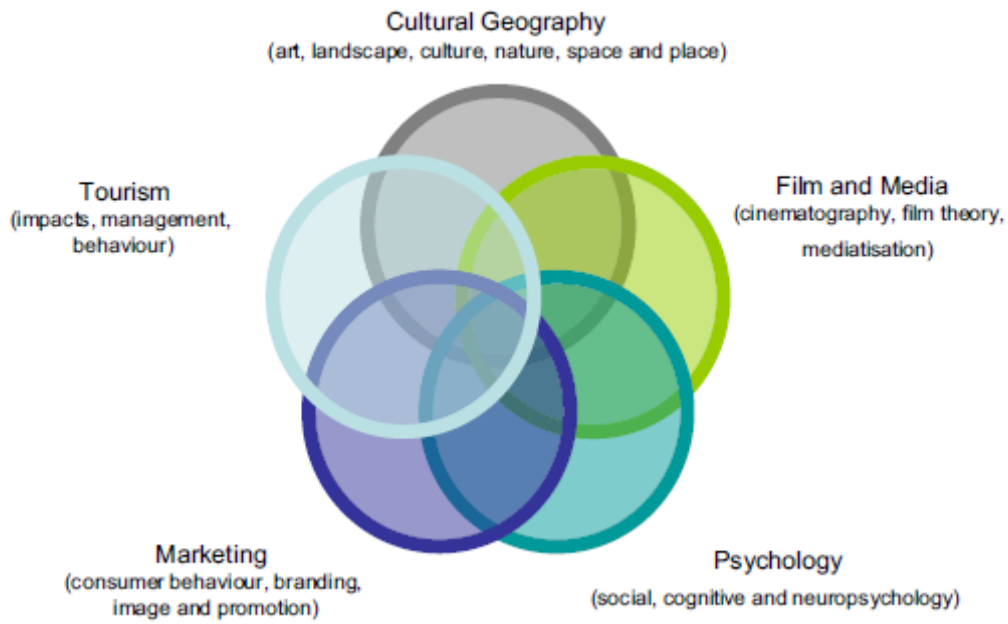 Cultural Geography
(art, landscape, culture, nature, space and place)
Tourism
(impacts, management,
behaviour)
Film and Media
(cinematography, film theory,
mediatisation)
Marketing
(consumer behaviour, branding,
image and promotion)
Psychology
(social, cognitive and neuropsychology)